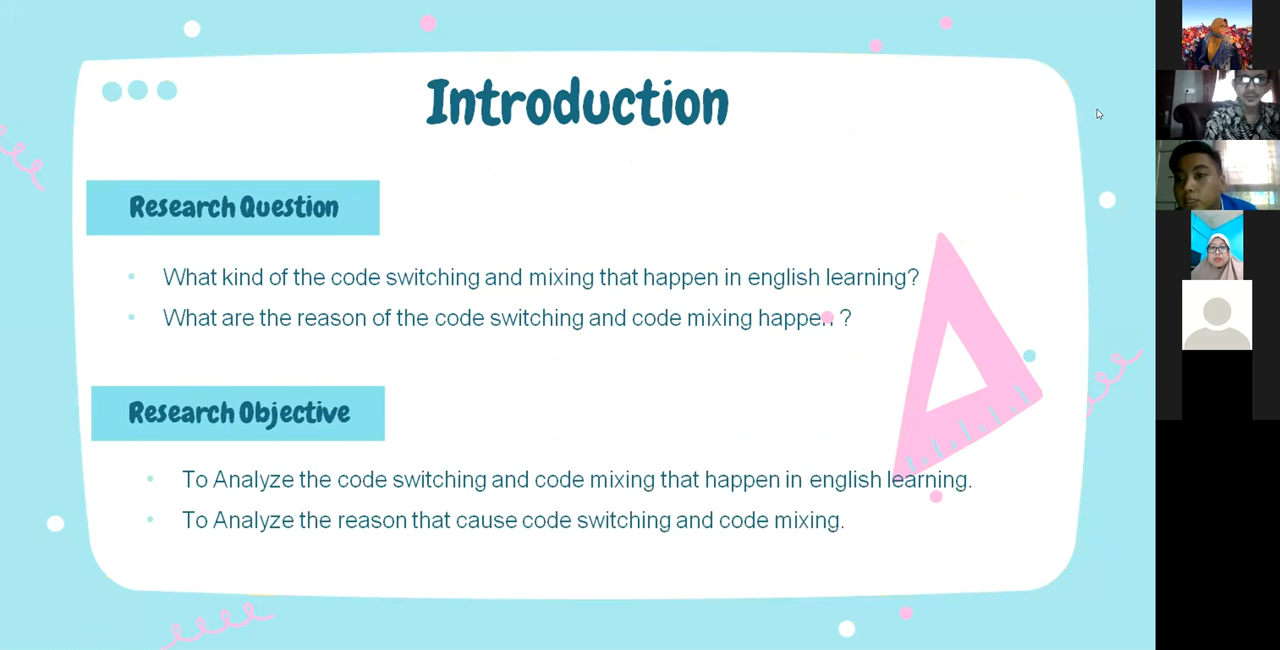 Introduction
Research Question
What kind of the code switching and mixing that happen in english learning?
What are the reason of the code switching and code mixing happen ?
Research Objective
To Analyze the code switching and code mixing that happen in english learning.
To Analyze the reason that cause code switching and code mixing.